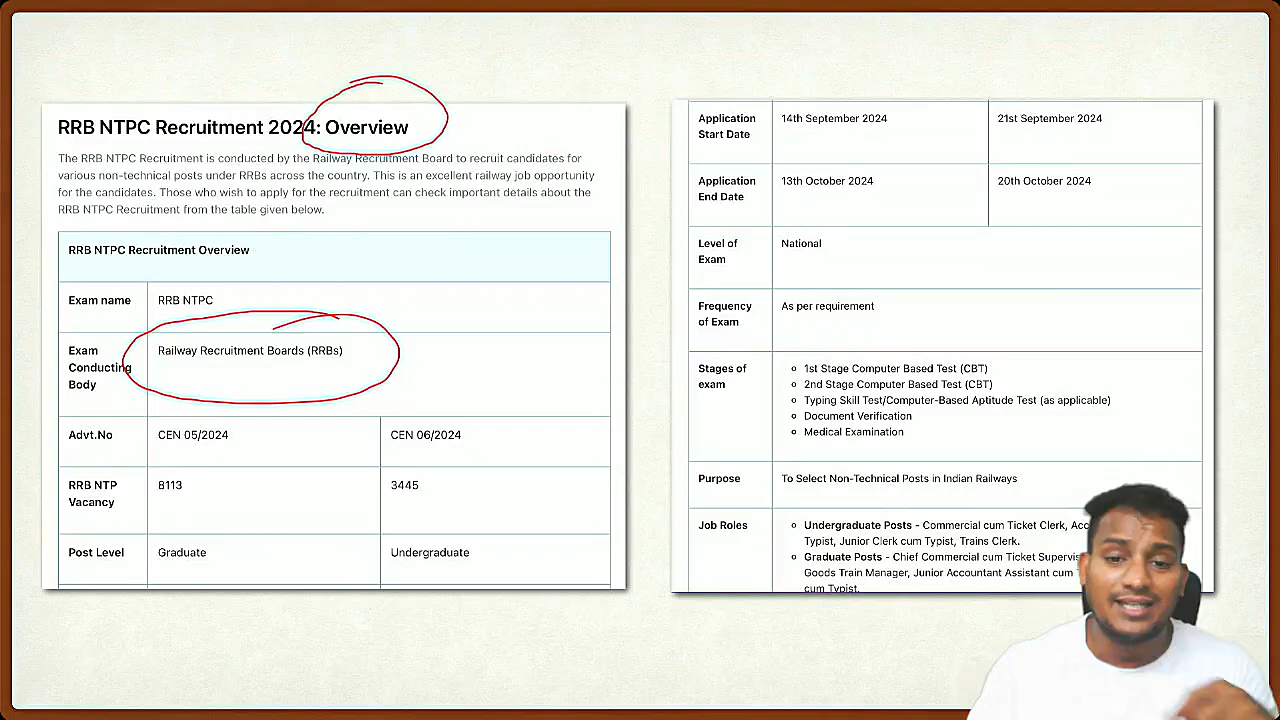 RRB NTPC Recruitment 2024: Overview
The RRB NTPC Recruitment is conducted by the Railway Recruitment Board to recruit candidates for
various non-technical posts under RRBs across the country. This is an excellent railway job opportunity
for the candidates. Those who wish to apply for the recruitment can check important details about the
RRB NTPC Recruitment from the table given below.
RRB NTPC Recruitment Overview
Exam name RRB NTPC
Exam Railway Recruitment Boards (RRBs)
Conducting
Body
Advt.No CEN 05/2024 CEN 06/2024
RRB NTP 8113 3445
Vacancy
Post Level Graduate Undergraduate
Application 14th September 2024 21st September 2024
Start Date
Application 13th October 2024 20th October 2024
End Date
Level of National
Exam
Frequency As per requirement
of Exam
Stages of 1st Stage Computer Based Test (CBT)
exam 2nd Stage Computer Based Test (CBT)
Typing Skill Test/Computer-Based Aptitude Test (as applicable)
Document Verification
Medical Examination
Purpose To Select Non-Technical Posts in Indian Railways
Job Roles Undergraduate Posts - Commercial cum Ticket Clerk,
Typist, Junior Clerk cum Typist, Trains Clerk.
Graduate Posts - Chief Commercial cum Ticket
Goods Train Manager, Junior Accountant Assistant cum
cum Typist.